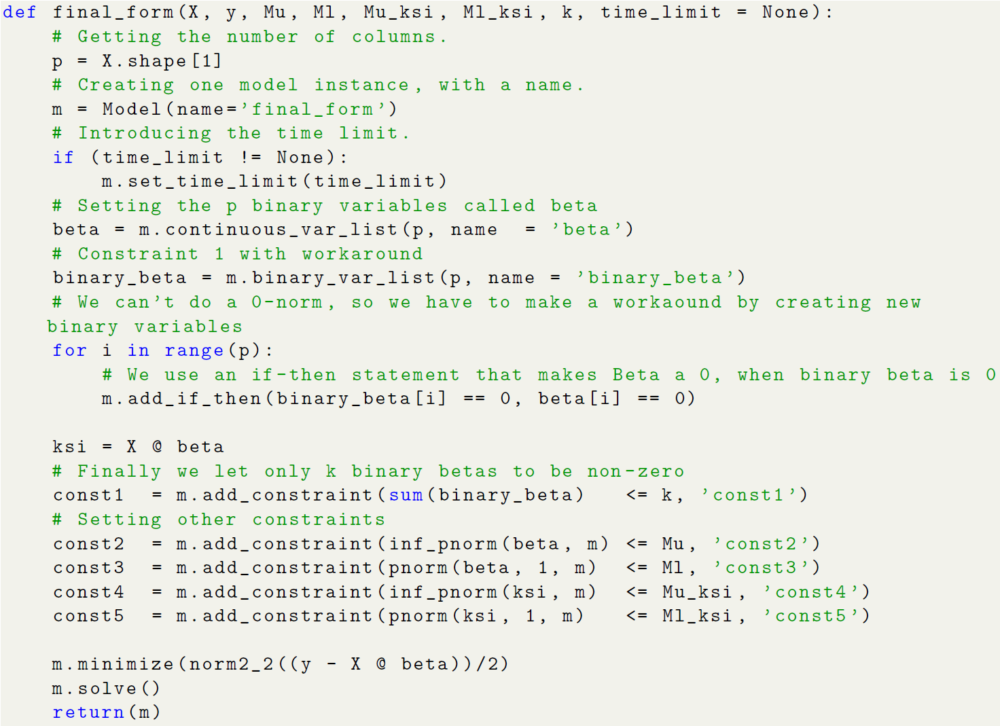 def final_form(X, y, Mu, Ml, Mu_ksi, Ml_ksi, k, time_limit = None):
    # Getting the number of columns.
    p = X.shape[1]
    # Creating one model instance, with a name.
    m = Model(name='final_form')
    # Introducing the time limit.
    if (time_limit != None):
        m.set_time_limit(time_limit)
    # Setting the p binary variables called beta
    beta = m.continuous_var_list(p, name  = 'beta')
    # Constraint 1 with workaround
    binary_beta = m.binary_var_list(p, name = 'binary_beta')
    # We can't do a 0-norm, so we have to make a workaound by creating new
    binary variables
    for i in range(p):
        # We use an if-then statement that makes Beta a 0, when binary beta is 0
        m.add_if_then(binary_beta[i] == 0, beta[i] == 0)

    ksi = X @ beta
    # Finally we let only k binary betas to be non-zero
    const1  = m.add_constraint(sum(binary_beta)   <= k, 'const1')
    # Setting other constraints
    const2  = m.add_constraint(inf_pnorm(beta, m) <= Mu, 'const2')
    const3  = m.add_constraint(pnorm(beta, 1, m)  <= Ml, 'const3')
    const4  = m.add_constraint(inf_pnorm(ksi, m)  <= Mu_ksi, 'const4')
    const5  = m.add_constraint(pnorm(ksi, 1, m)   <= Ml_ksi, 'const5')

    m.minimize(norm2_2((y - X @ beta))/2)
    m.solve()
    return(m)